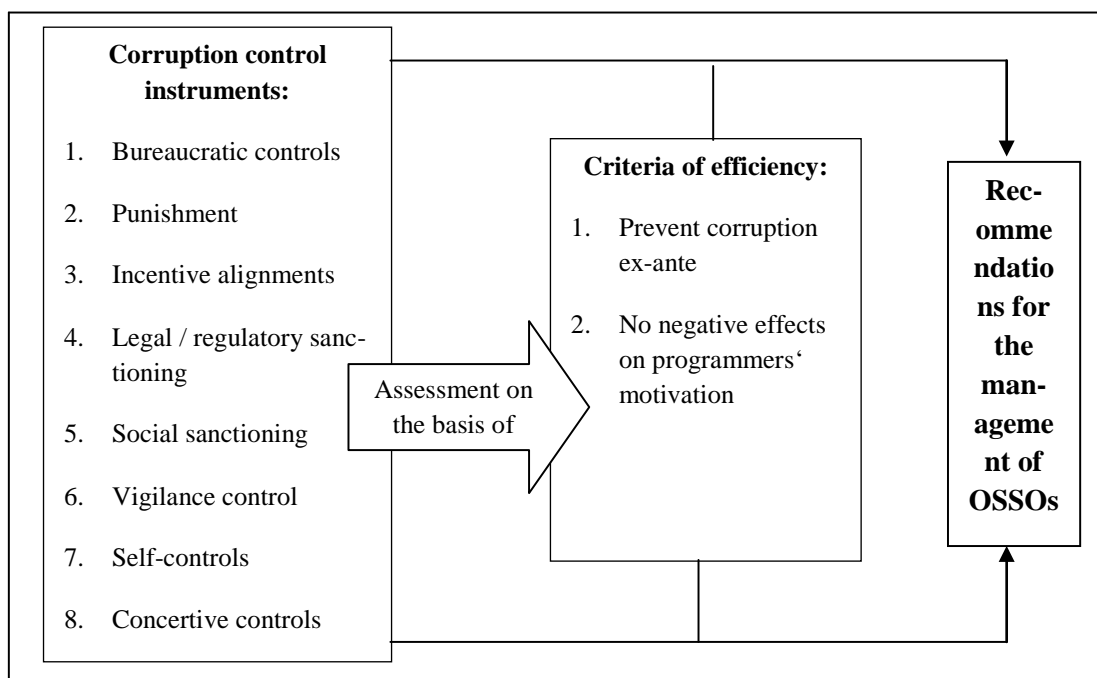 Corruption control
instruments:
1. Bureaucratic controls
2. Punishment
3. Incentive alignments
4. Legal / regulatory sanc-
tioning
5. Social sanctioning
6. Vigilance control
7. Self-controls
8. Concertive controls
Assessment on
the basis of
Criteria of efficiency:
1. Prevent corruption
ex-ante
2. No negative effects
on programmers‘
motivation
Rec-
omme
ndatio
ns for
the
man-
ageme
nt of
OSSOs